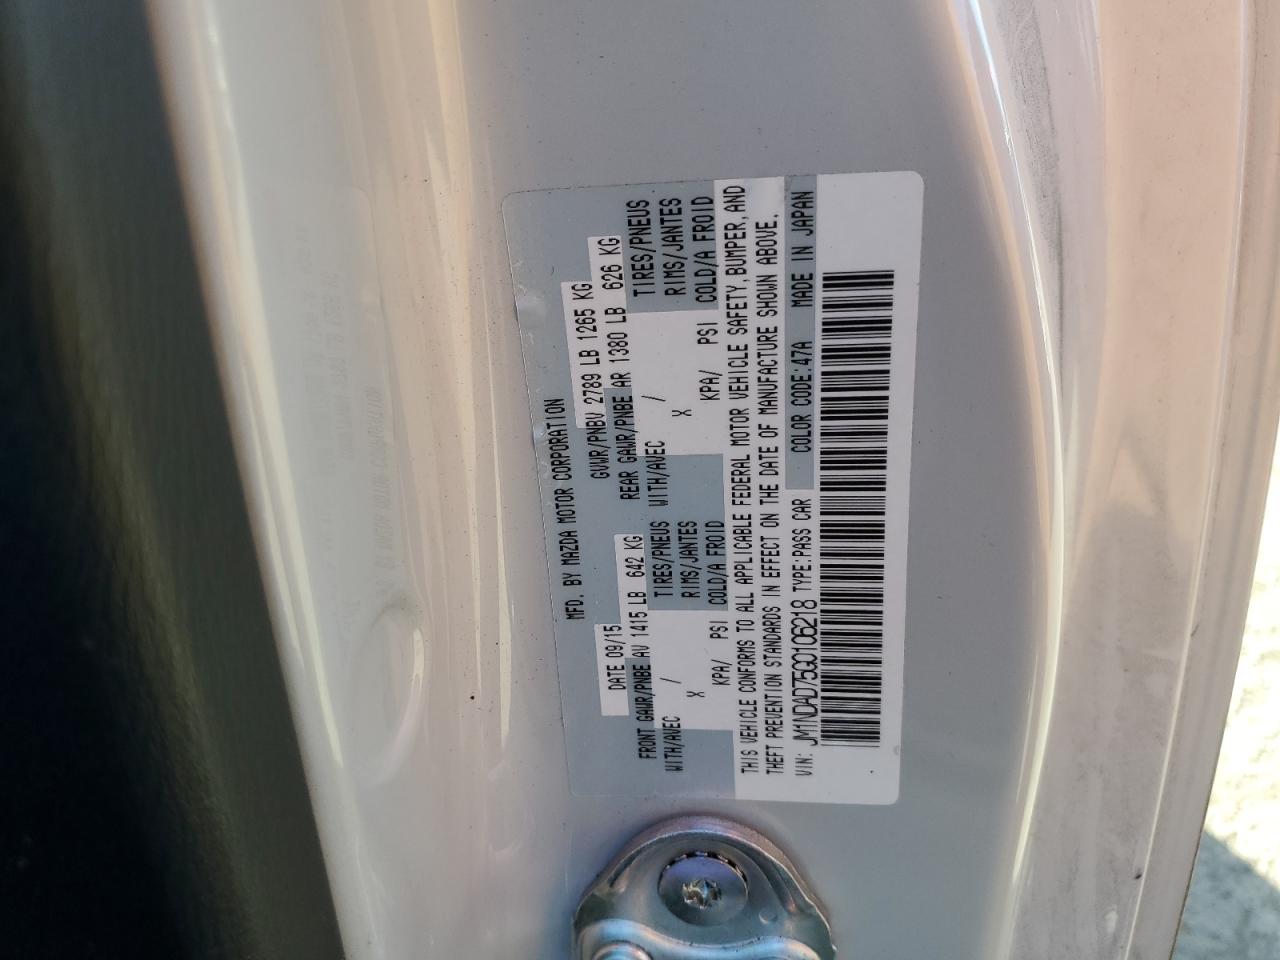 MFD. BY MAZDA MOTOR CORPORATION
DATE 09/15 GVWR/PNBV 2789 LB 1265 KG
FRONT GAWR/PNBE AV 1415 LB 642 KG REAR GAWR/PNBE AR 1380 LB 626 KG
WITH/AVEC / TIRES/PNEUS WITH/AVEC / TIRES/PNEUS
X RIMS/JANTES X RIMS/JANTES
KPA/ PSI COLD/A FROID KPA/ PSI COLD/A FROID
THIS VEHICLE CONFORMS TO ALL APPLICABLE FEDERAL MOTOR VEHICLE SAFETY, BUMPER, AND
THEFT PREVENTION STANDARDS IN EFFECT ON THE DATE OF MANUFACTURE SHOWN ABOVE.
VIN: JM1NDAD75G0106218 TYPE:PASS CAR COLOR CODE:47A MADE IN JAPAN